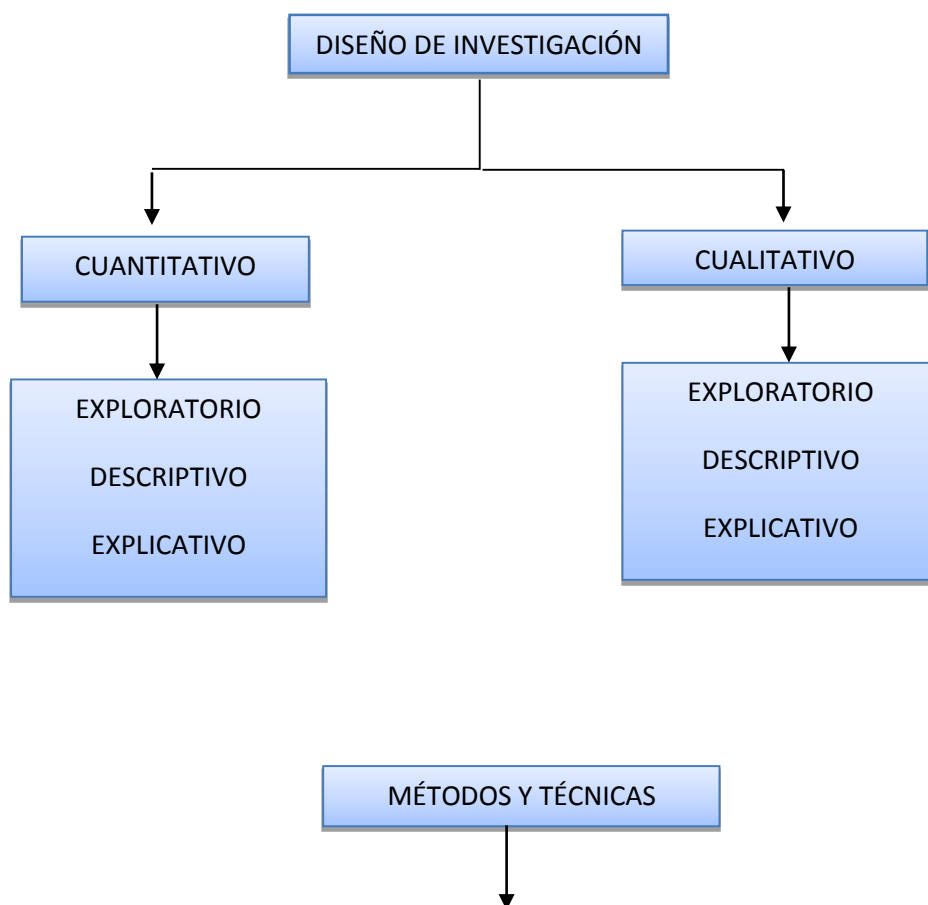 DISEÑO DE INVESTIGACIÓN
CUANTITATIVO
CUALITATIVO
EXPLORATORIO
DESCRIPTIVO
EXPLICATIVO
EXPLORATORIO
DESCRIPTIVO
EXPLICATIVO
MÉTODOS Y TÉCNICAS